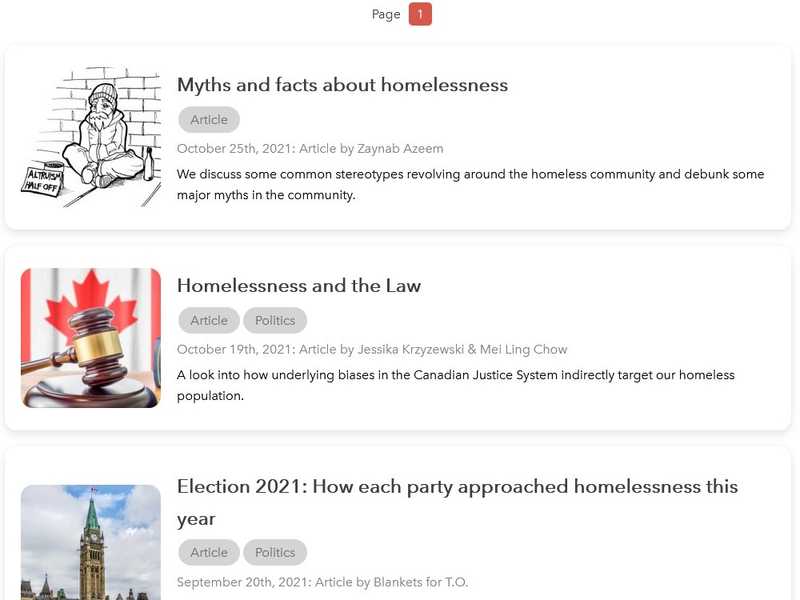 Page 1
Myths and facts about homelessness
Article
October 25th, 2021: Article by Zaynab Azeem
We discuss some common stereotypes revolving around the homeless community and debunk some
major myths in the community.
ALTRUISM
HALF OFF
Homelessness and the Law
Article Politics
October 19th, 2021: Article by Jessika Krzyzewski & Mei Ling Chow
A look into how underlying biases in the Canadian Justice System indirectly target our homeless
population.
Election 2021: How each party approached homelessness this
year
Article Politics
September 20th, 2021: Article by Blankets for T.O.